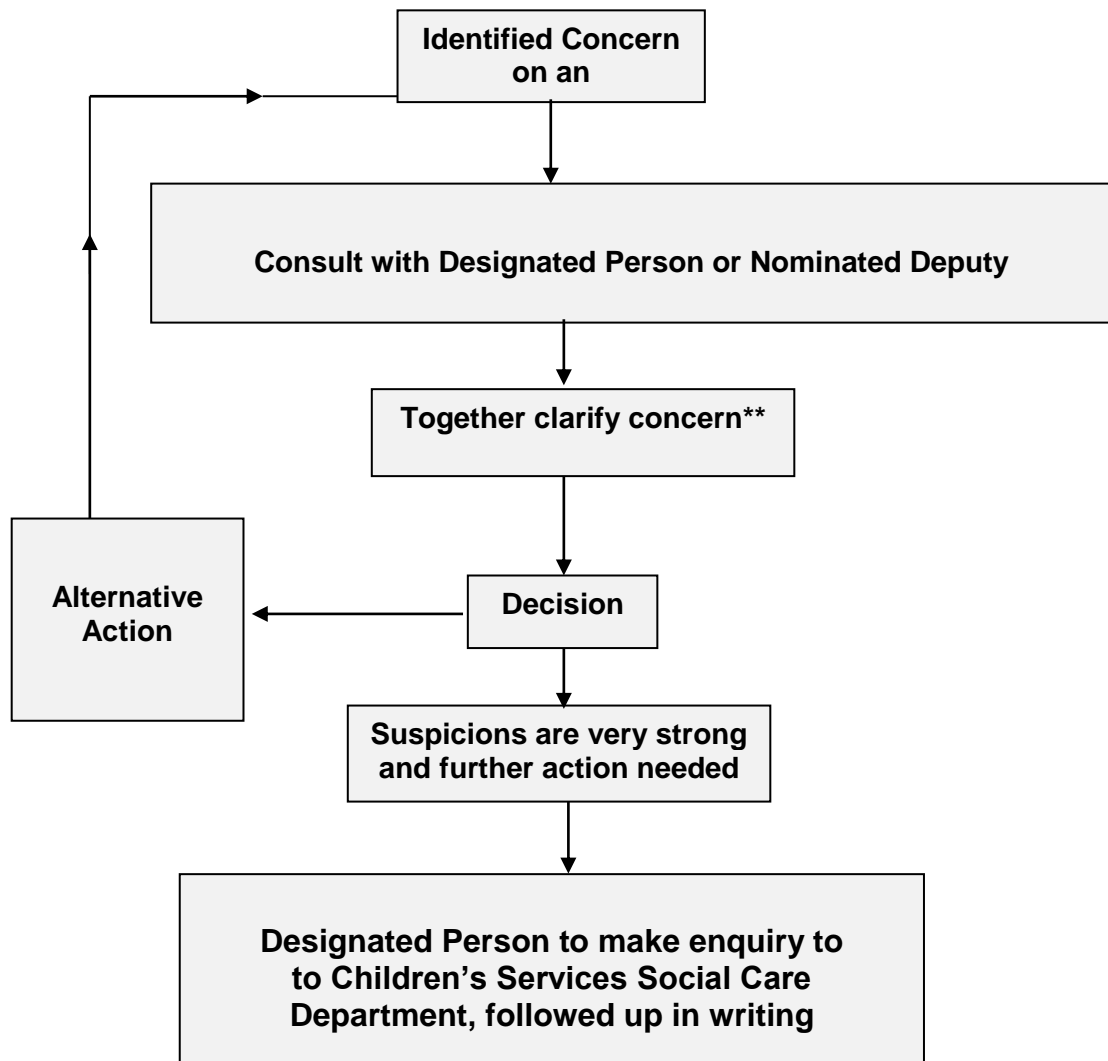 Identified Concern
on an
Consult with Designated Person or Nominated Deputy
Together clarify concern**
Alternative
Action
Decision
Suspicions are very strong
and further action needed
Designated Person to make enquiry to
to Children’s Services Social Care
Department, followed up in writing